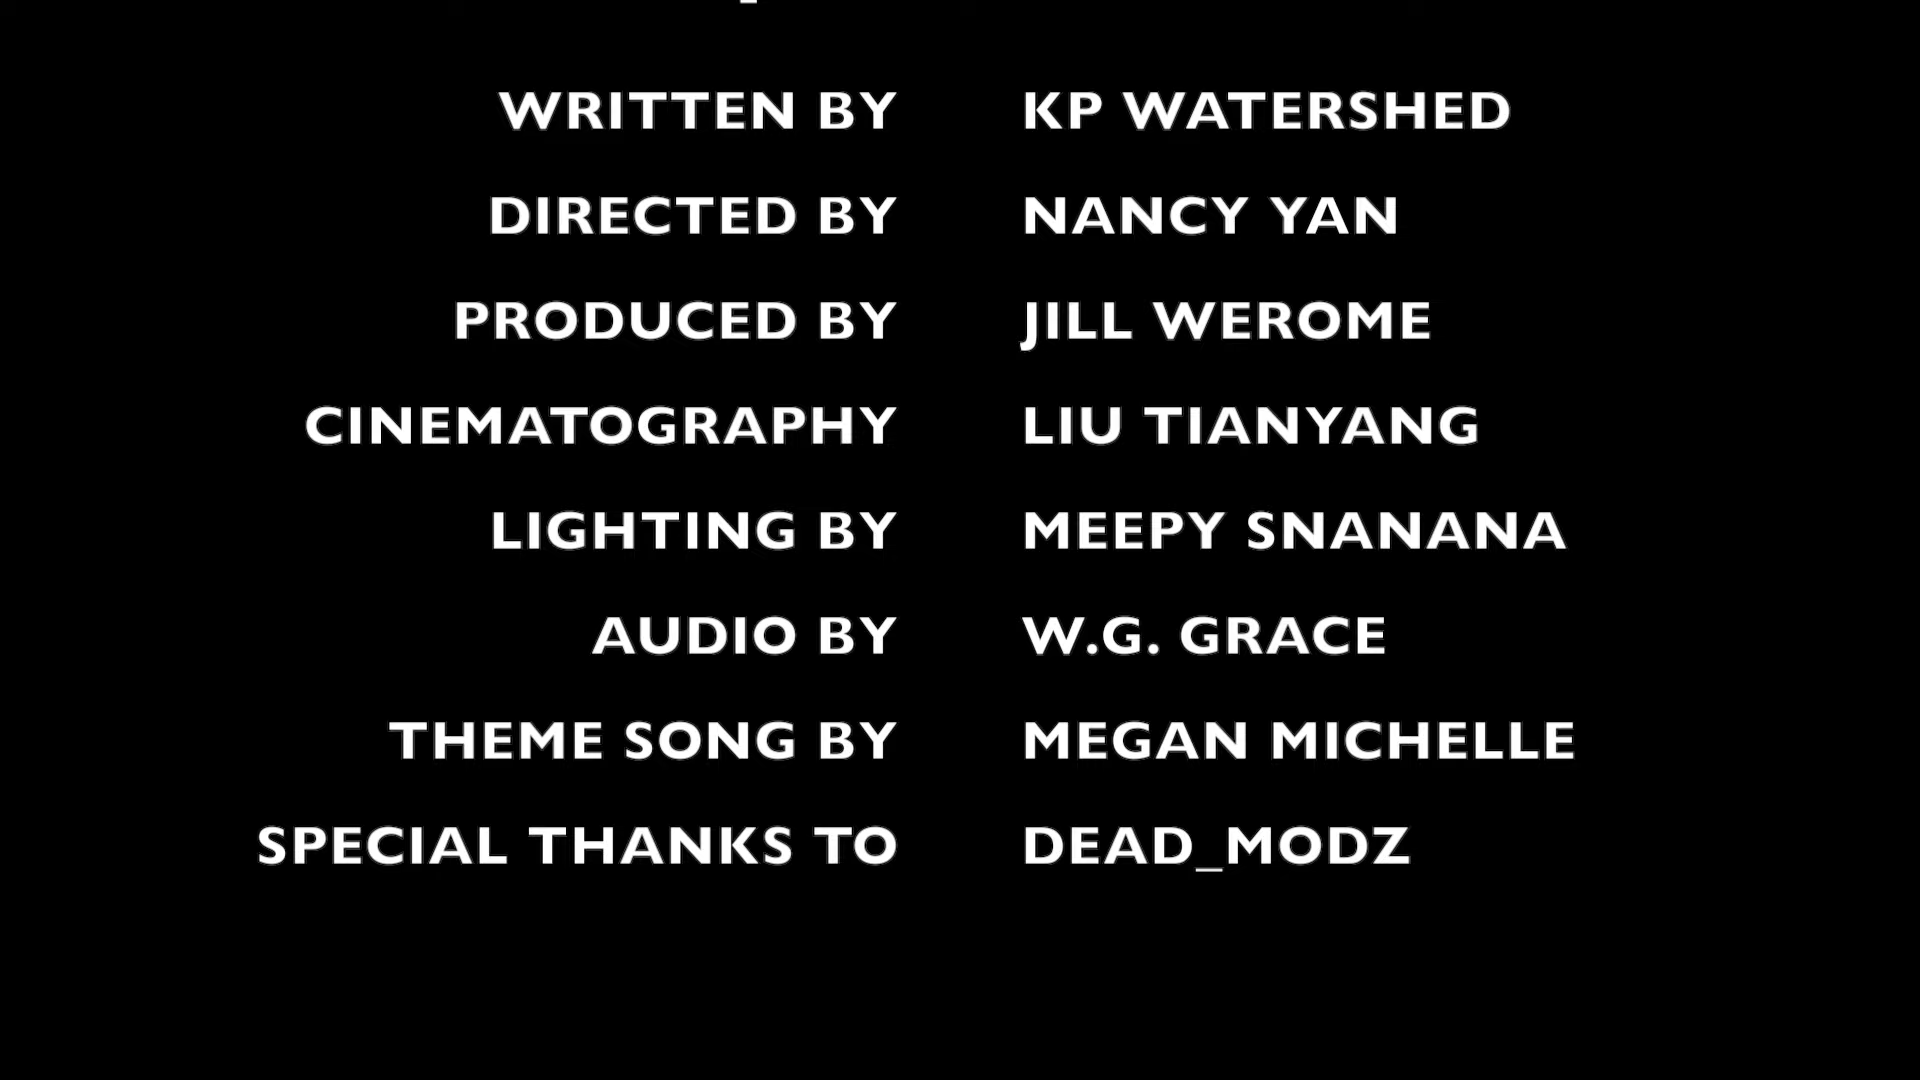 WRITTEN BY KP WATERSHED
DIRECTED BY NANCY YAN
PRODUCED BY JILL WEROME
CINEMATOGRAPHY LIU TIANYANG
LIGHTING BY MEEPY SNANANA
AUDIO BY W.G. GRACE
THEME SONG BY MEGAN MICHELLE
SPECIAL THANKS TO DEAD_MODZ